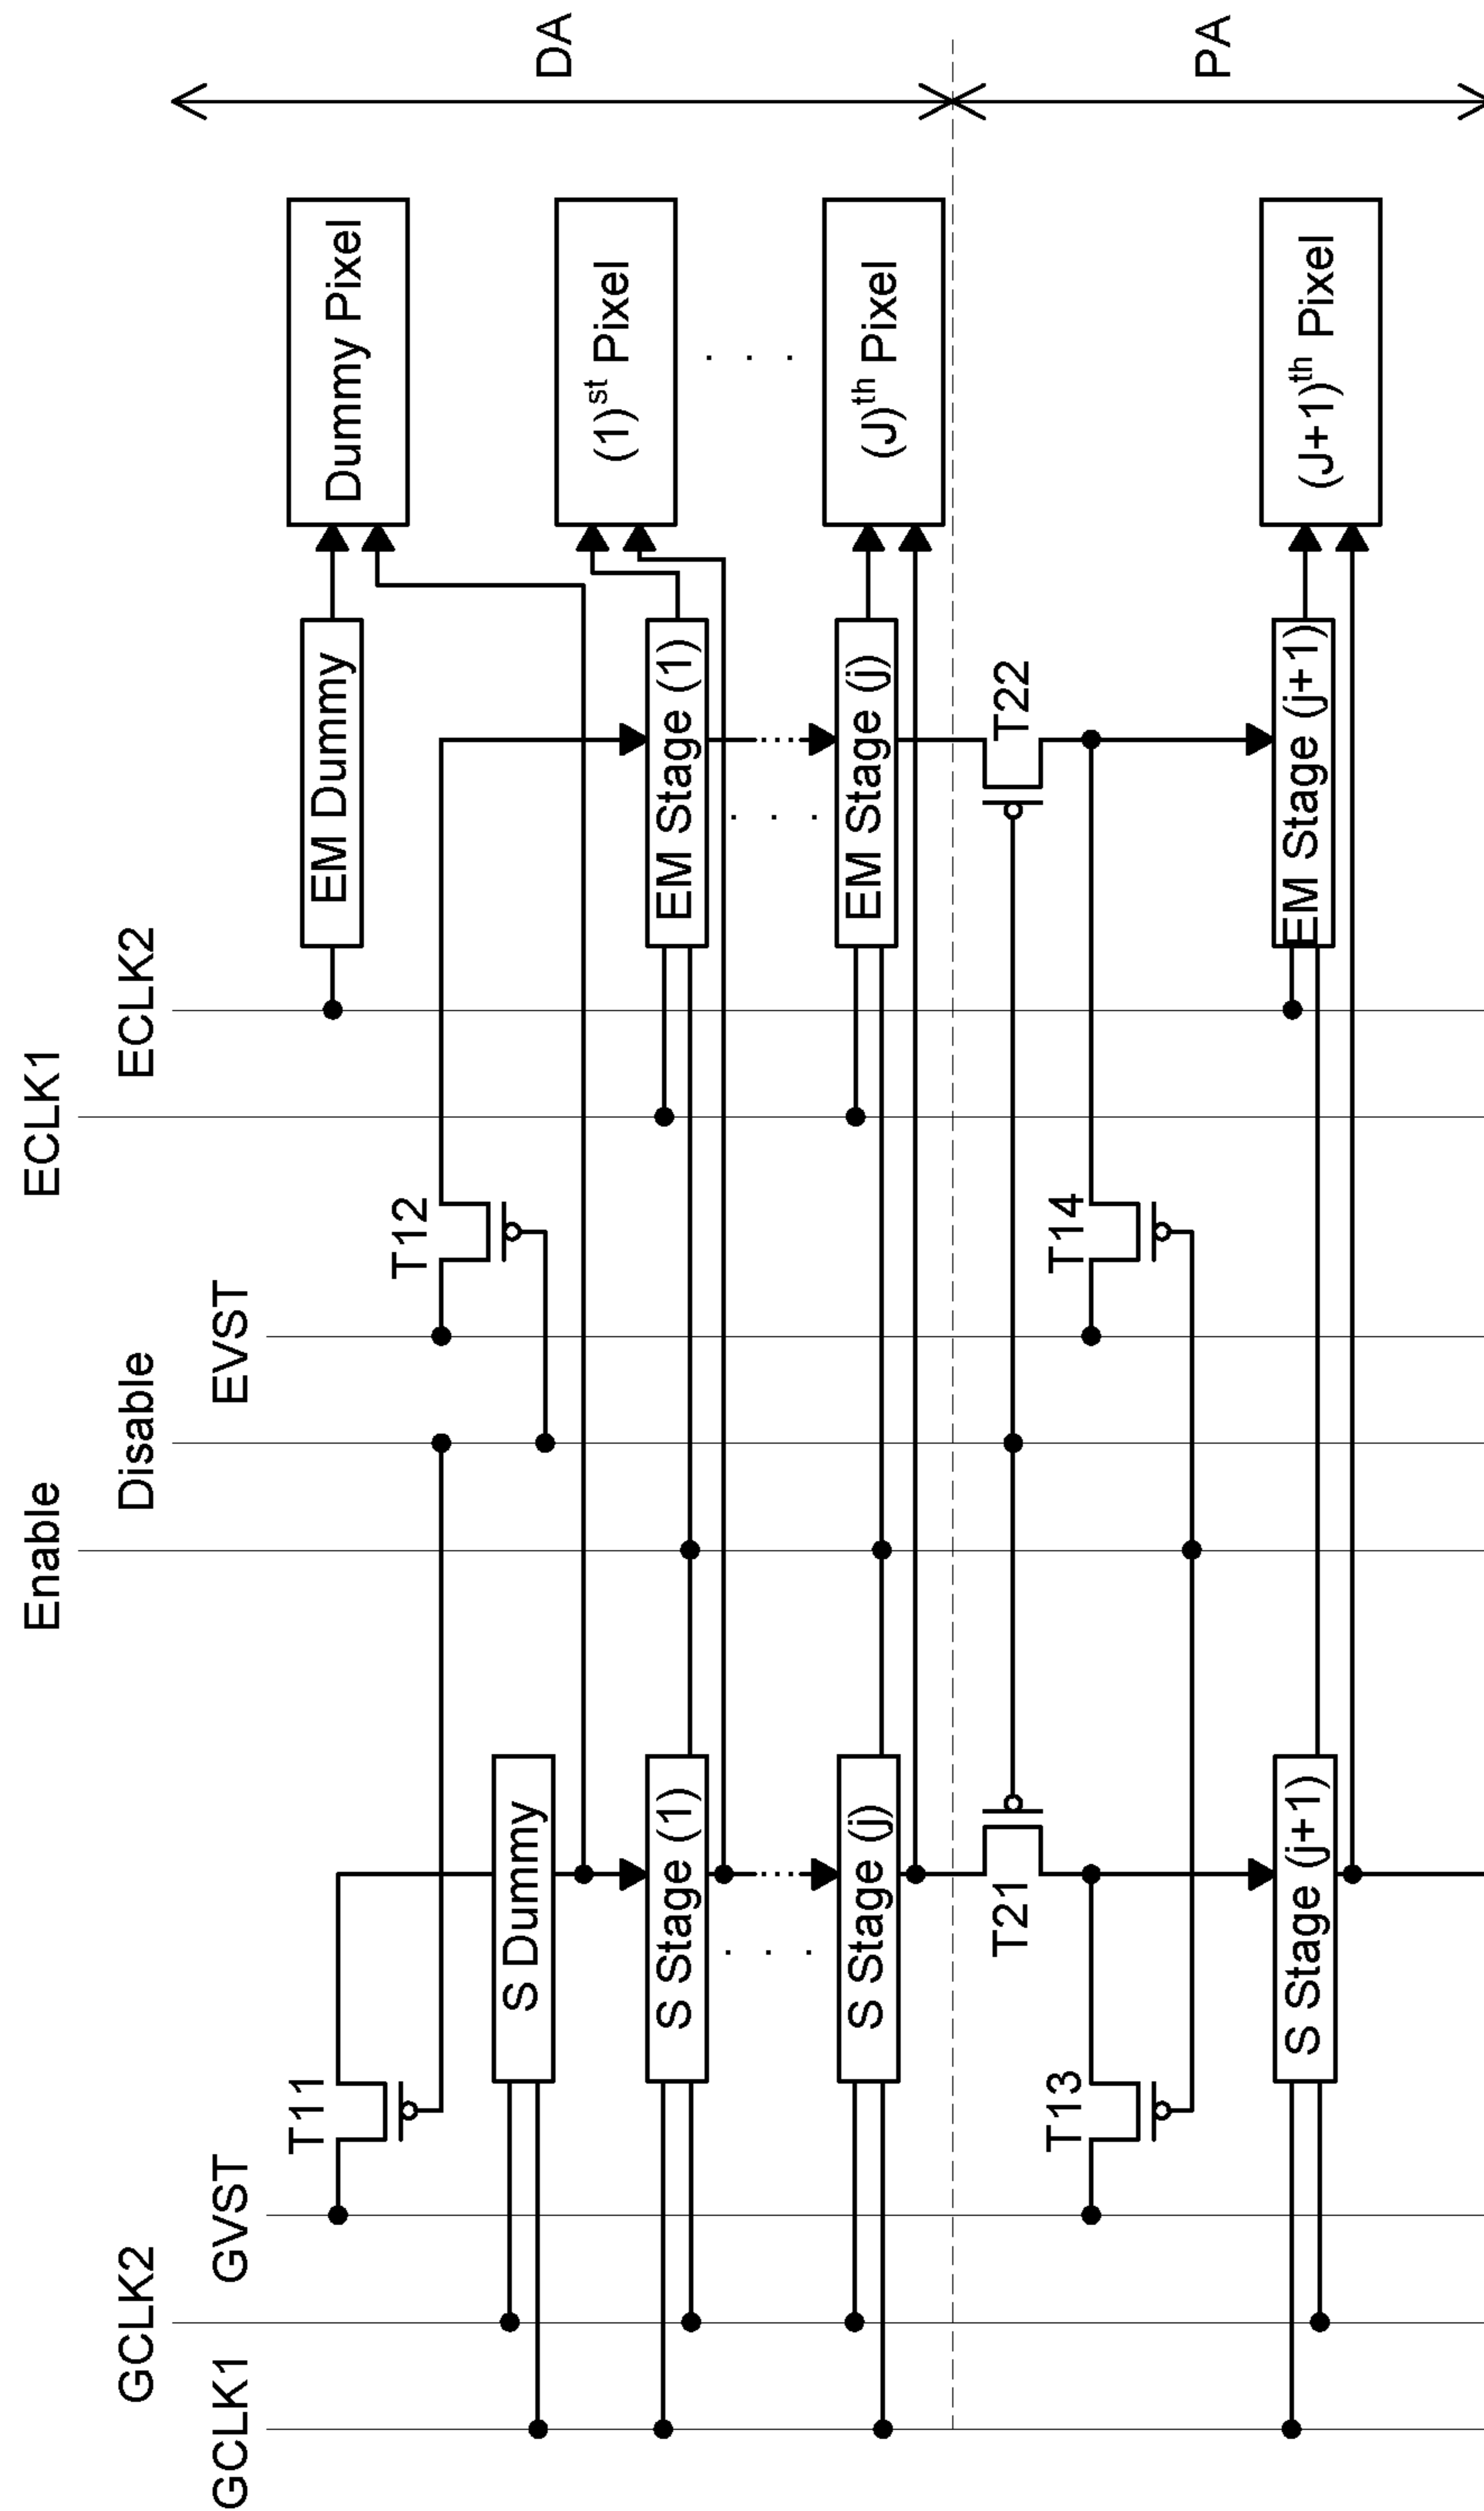 GCLK1
GCLK2
GVST
Enable
Disable
EVST
ECLK1
ECLK2
T11
T12
S Dummy
EM Dummy
Dummy Pixel
S Stage (1)
EM Stage (1)
(1)st Pixel
. . .
. . .
. . .
S Stage (j)
EM Stage (j)
(J)th Pixel
DA
T21
T22
T13
T14
S Stage (j+1)
EM Stage (j+1)
(J+1)th Pixel
PA